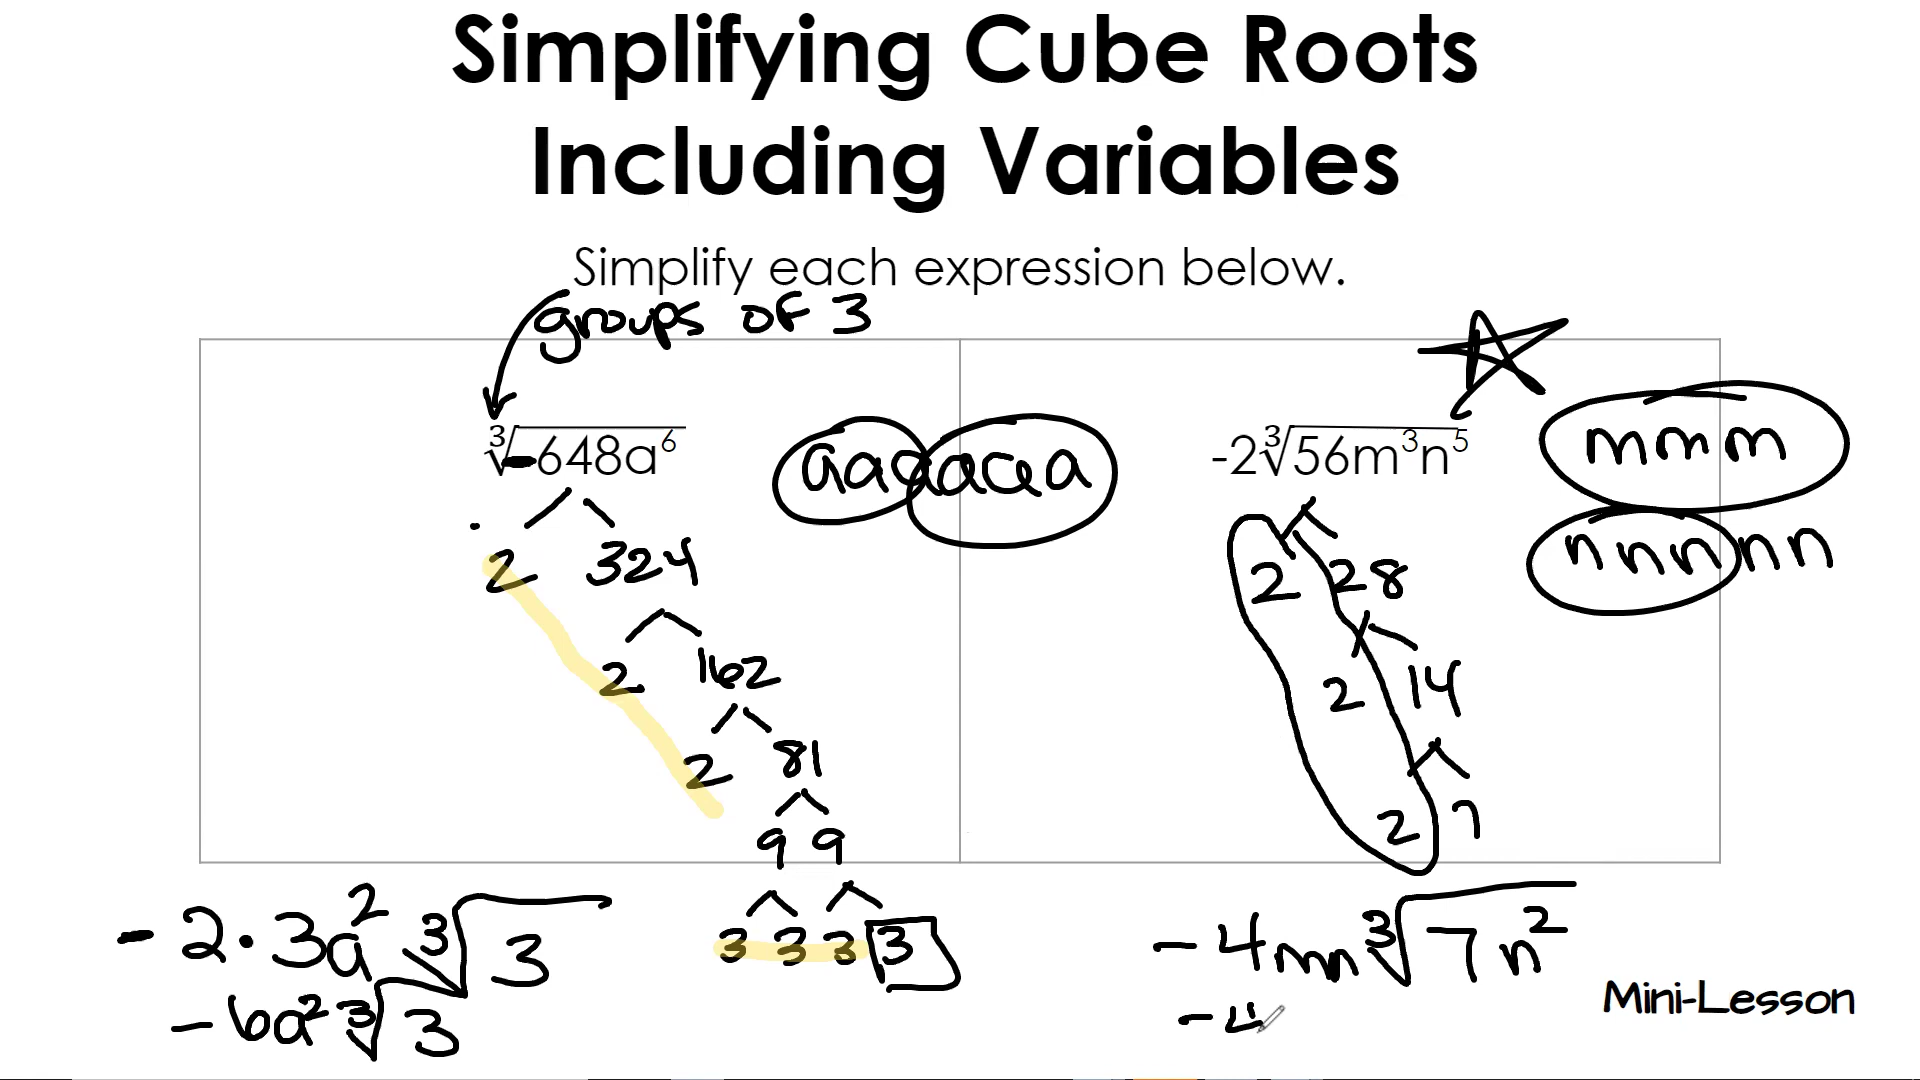 Simplifying Cube Roots
Including Variables
Simplify each expression below.
groups of 3
∛-648a⁶
aaaaaa
2 324
2 162
2 81
9 9
3 3 3 3
-2 · 3a² ∛3
-6a² ∛3
-2∛56m³n⁵
mmm
nnnnn
2 28
2 14
2 7
-4mn ∛7n²
-4
Mini-Lesson